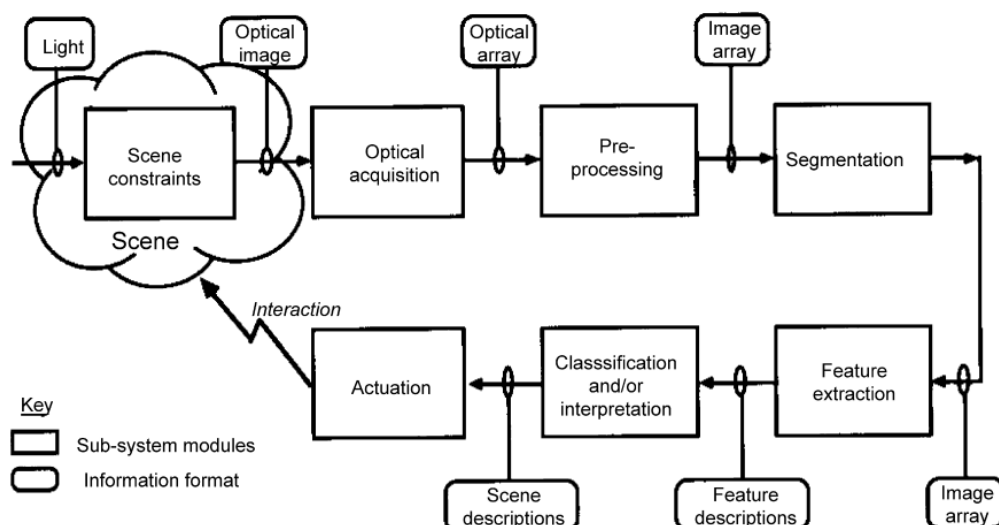 Light
Optical
image
Optical
array
Image
array
Scene
constraints
Optical
acquisition
Pre-
processing
Segmentation
Scene
Interaction
Actuation
Classsification
and/or
interpretation
Feature
extraction
Key
Sub-system modules
Information format
Scene
descriptions
Feature
descriptions
Image
array